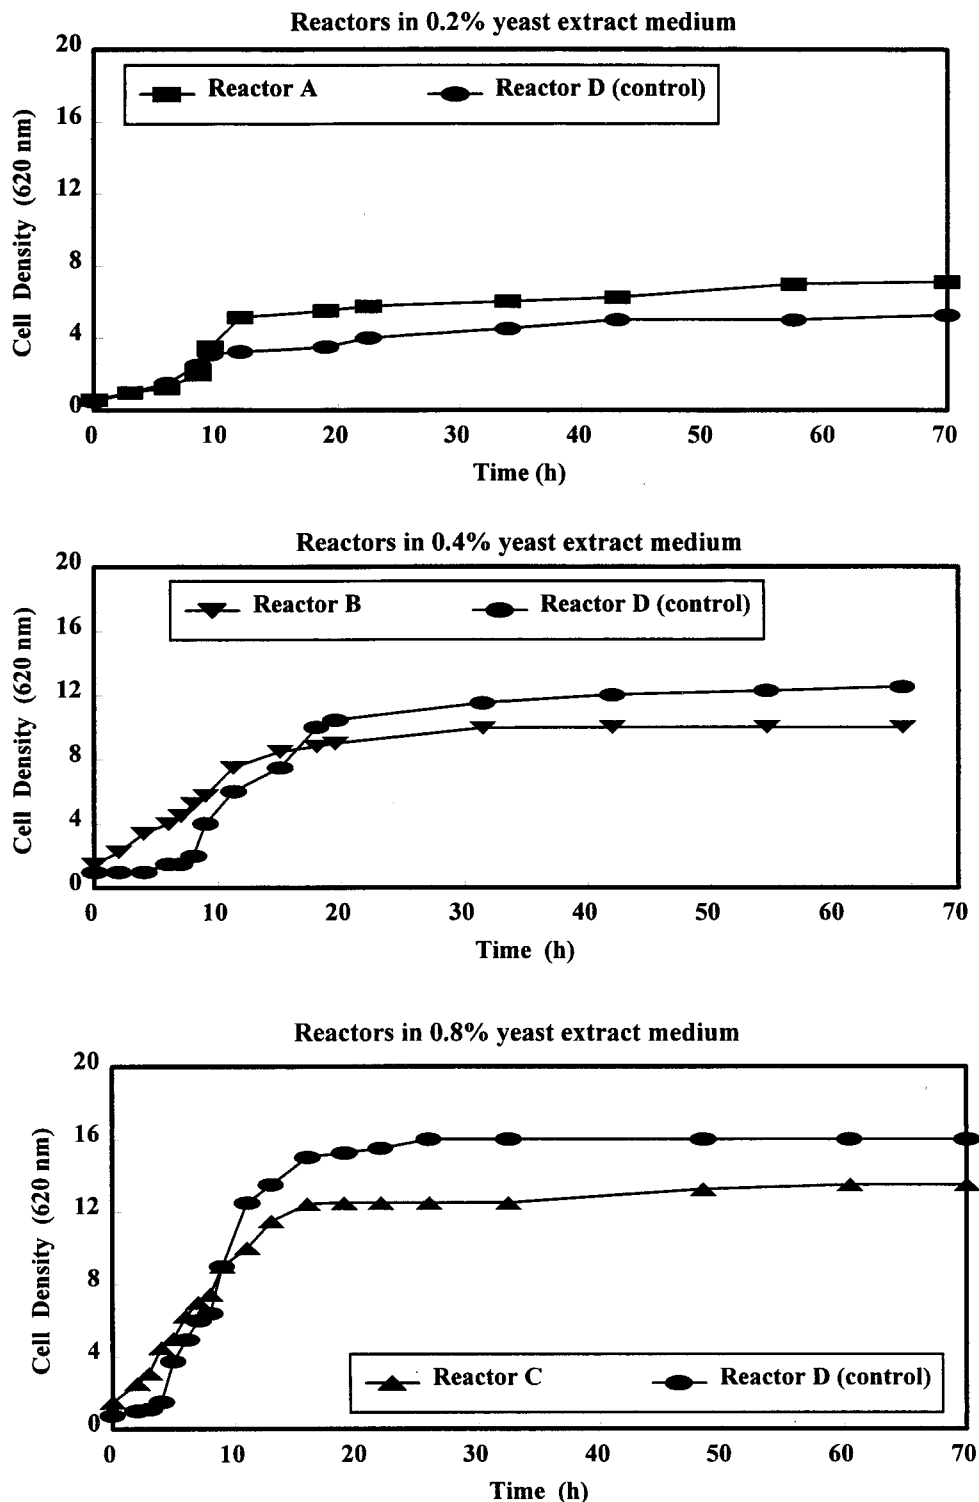 Reactors in 0.2% yeast extract medium
20
Reactor A Reactor D (control)
16
12
8
4
0
0 10 20 30 40 50 60 70
Cell Density (620 nm)
Time (h)
Reactors in 0.4% yeast extract medium
20
Reactor B Reactor D (control)
16
12
8
4
0
0 10 20 30 40 50 60 70
Cell Density (620 nm)
Time (h)
Reactors in 0.8% yeast extract medium
20
16
12
8
4
Reactor C Reactor D (control)
0
0 10 20 30 40 50 60 70
Cell Density (620 nm)
Time (h)